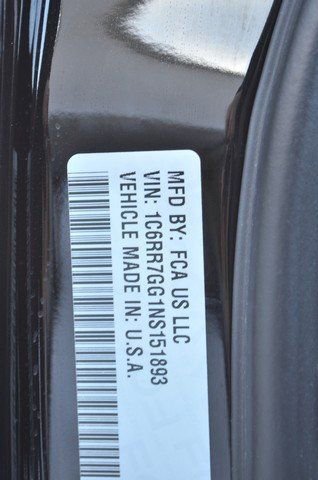 MFD BY: FCA US LLC
VIN: 1C6RR7GG1NS151893
VEHICLE MADE IN: U.S.A.